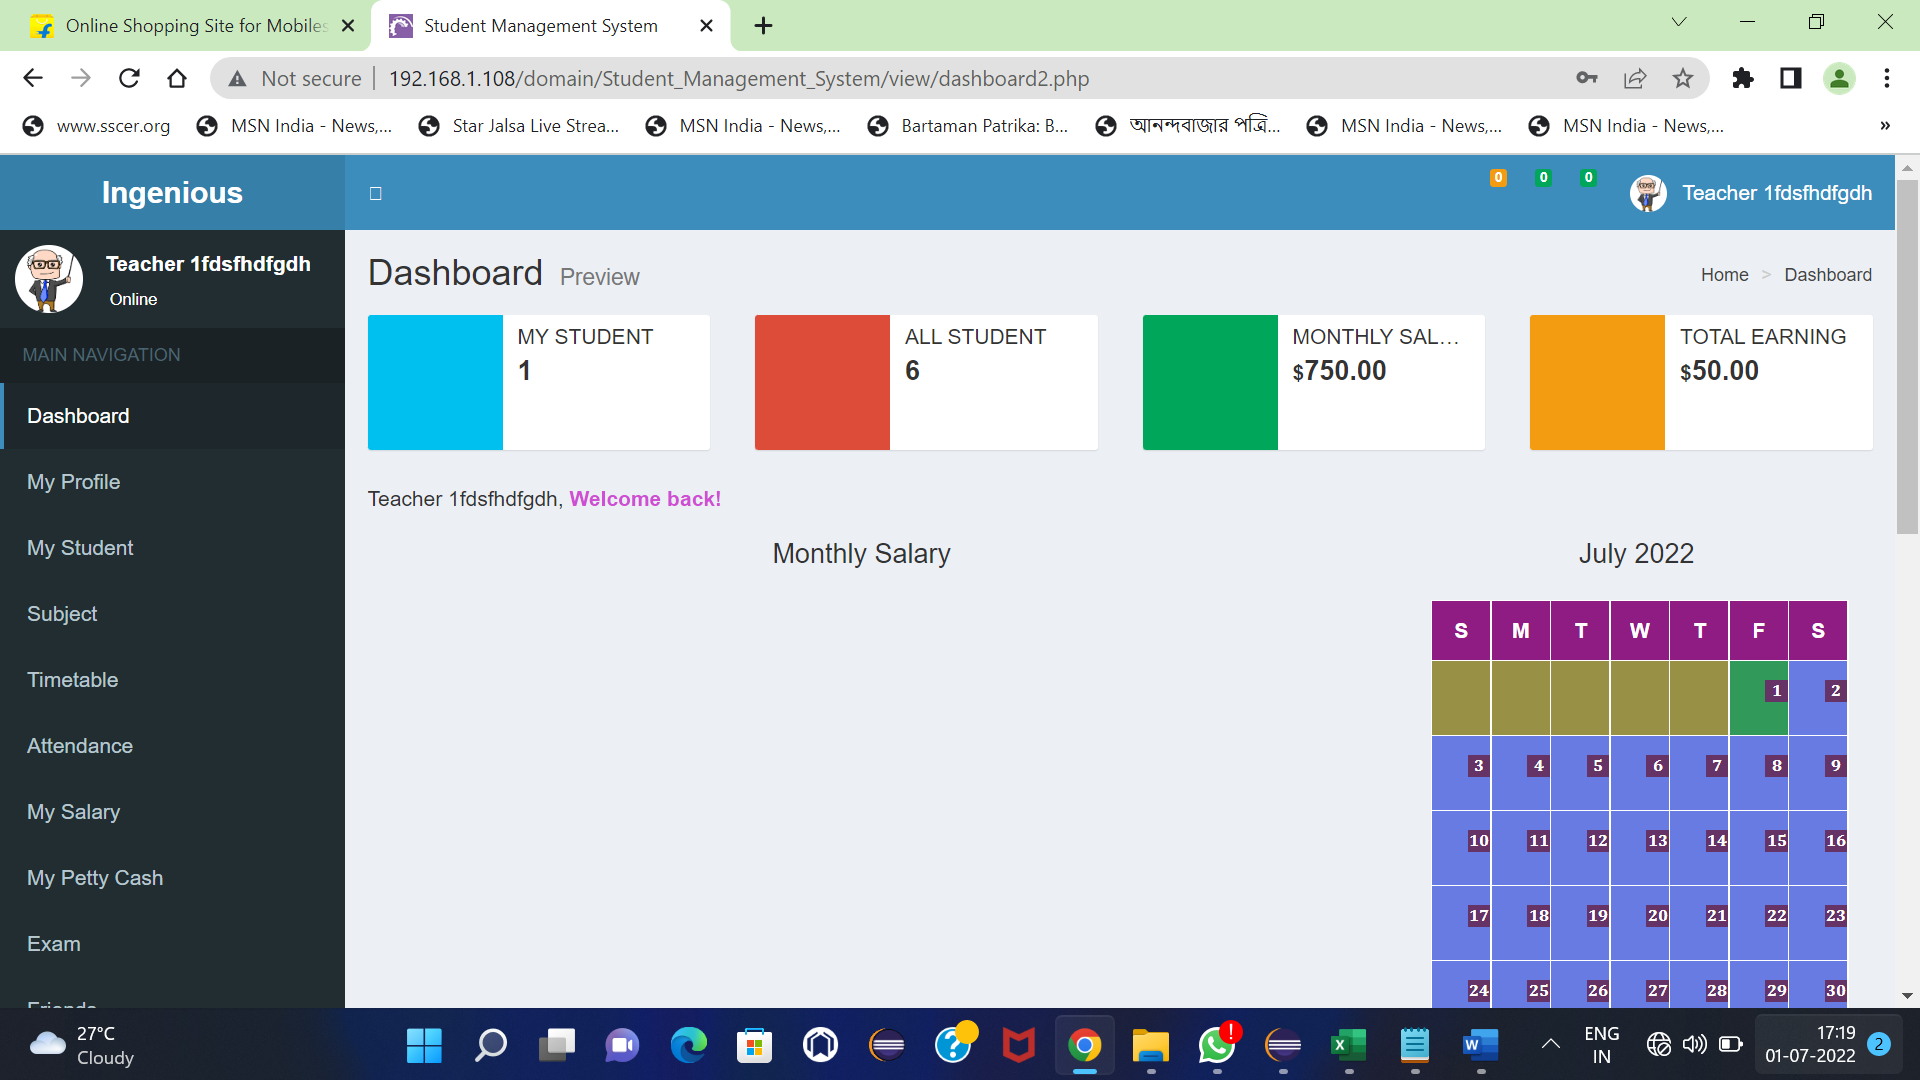 Online Shopping Site for Mobiles
Student Management System
Not secure
192.168.1.108/domain/Student_Management_System/view/dashboard2.php
www.sscer.org
MSN India - News,...
Star Jalsa Live Strea...
MSN India - News,...
Bartaman Patrika: B...
আনন্দবাজার পত্রি...
MSN India - News,...
MSN India - News,...
»
Ingenious
0
0
0
Teacher 1fdsfhdfgdh
Teacher 1fdsfhdfgdh
Online
MAIN NAVIGATION
Dashboard
My Profile
My Student
Subject
Timetable
Attendance
My Salary
My Petty Cash
Exam
Friends
Dashboard Preview
Home > Dashboard
MY STUDENT
1
ALL STUDENT
6
MONTHLY SAL...
$750.00
TOTAL EARNING
$50.00
Teacher 1fdsfhdfgdh, Welcome back!
Monthly Salary
July 2022
S M T W T F S
1 2
3 4 5 6 7 8 9
10 11 12 13 14 15 16
17 18 19 20 21 22 23
24 25 26 27 28 29 30
27°C
Cloudy
ENG
IN
17:19
01-07-2022
2